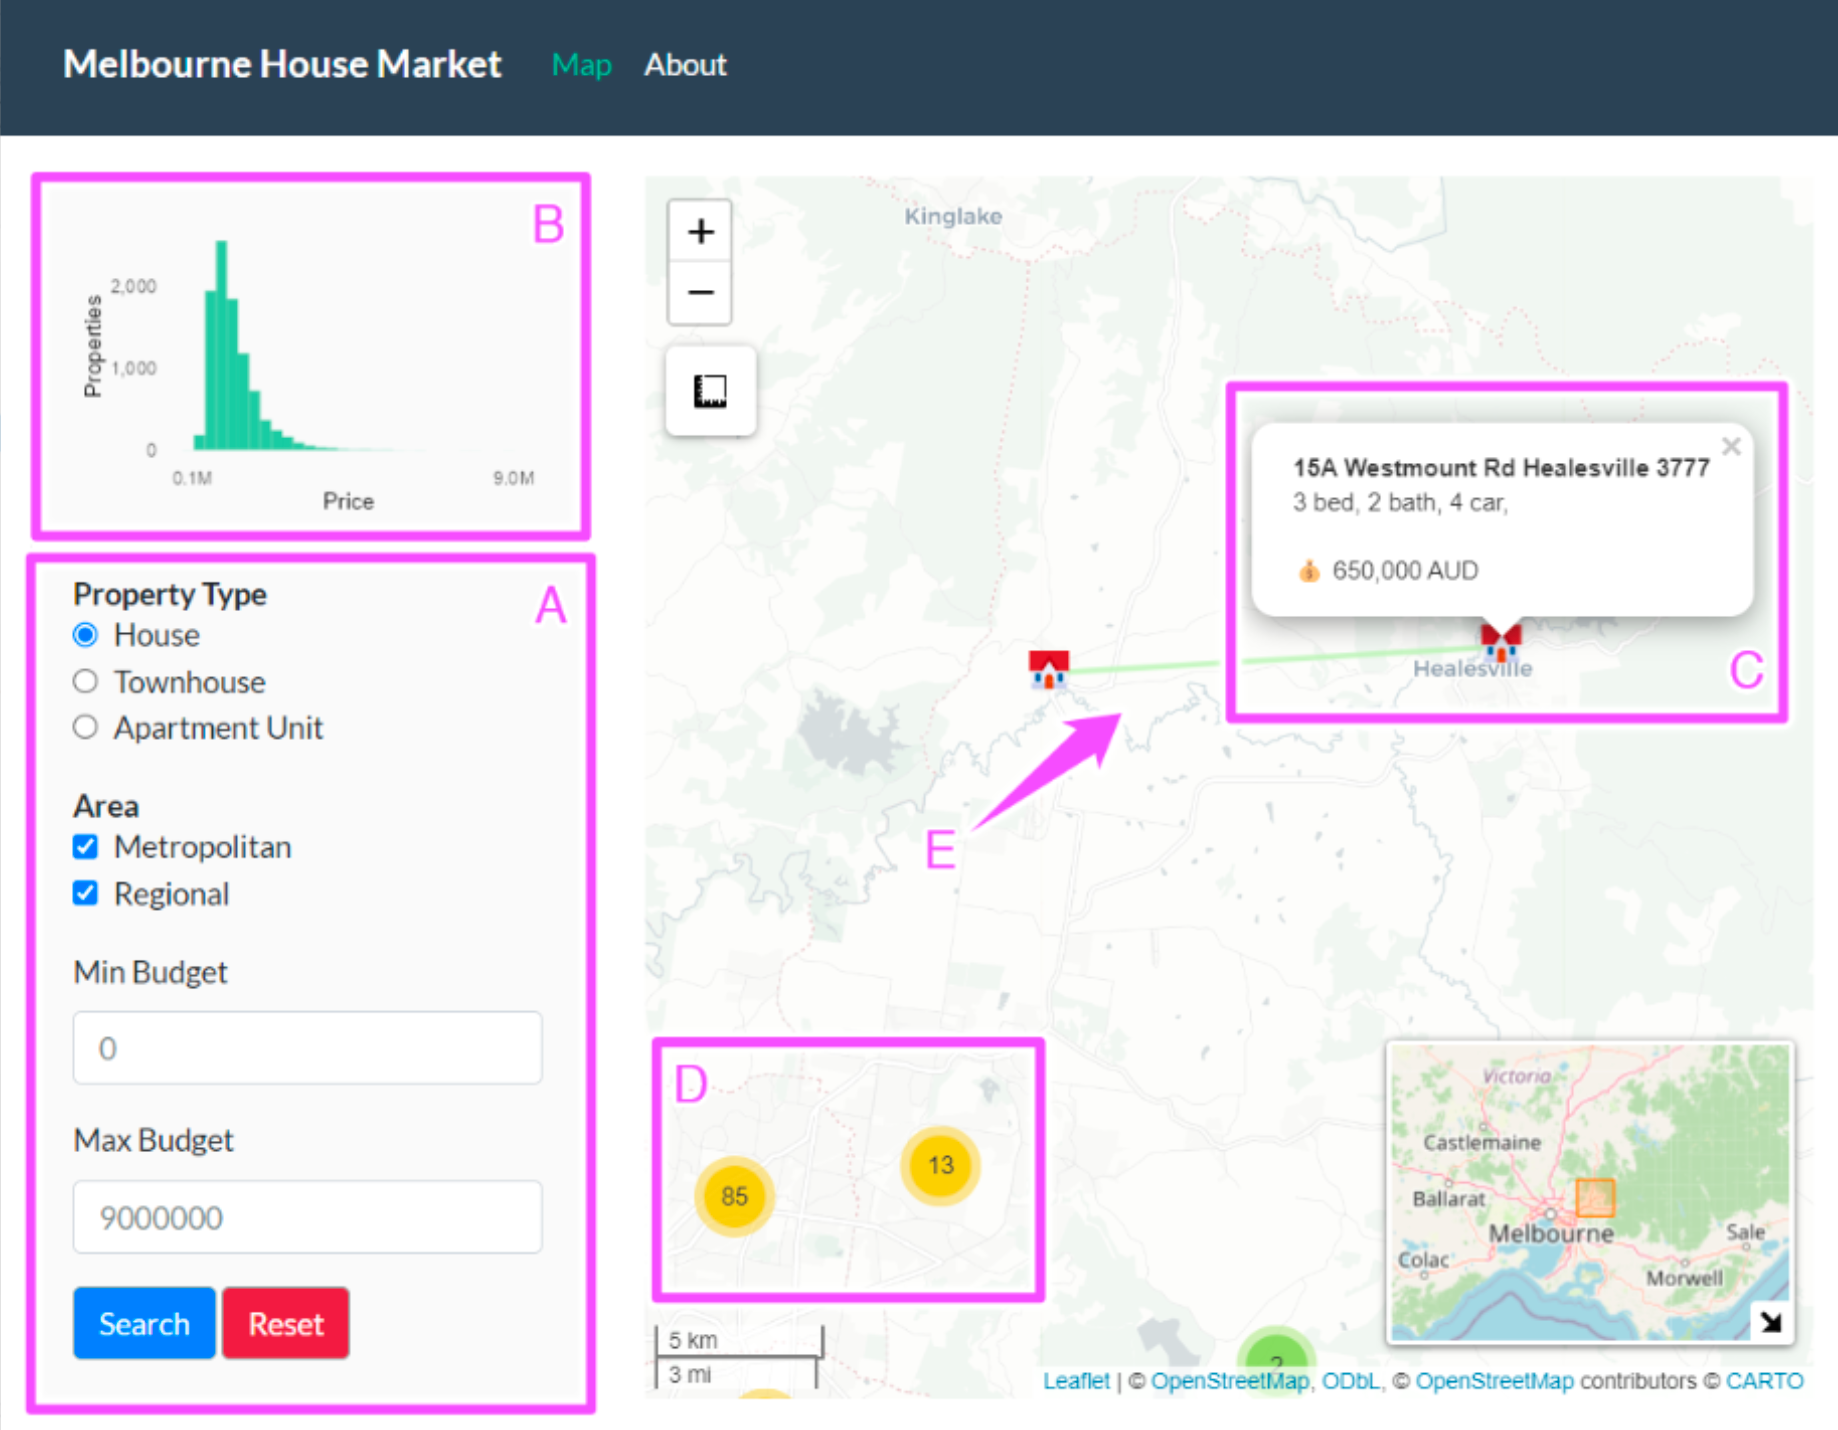 Melbourne House Market Map About
B
2,000
1,000
0
Properties
0.1M 9.0M
Price
A
Property Type
House
Townhouse
Apartment Unit
Area
Metropolitan
Regional
Min Budget
0
Max Budget
9000000
Search Reset
+
−
Kinglake
15A Westmount Rd Healesville 3777 ×
3 bed, 2 bath, 4 car,
650,000 AUD
Healesville
C
E
D
85
13
2
5 km
3 mi
Victoria
Castlemaine
Ballarat
Melbourne
Sale
Colac
Morwell
Leaflet | © OpenStreetMap, ODbL, © OpenStreetMap contributors © CARTO